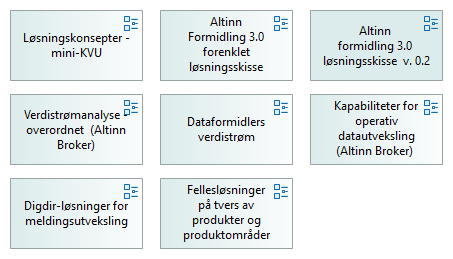 Løsningskonsepter -
mini-KVU
Altinn
Formidling 3.0
forenklet
løsningsskisse
Altinn
formidling 3.0
løsningsskisse v. 0.2
Verdistrømanalyse -
overordnet (Altinn
Broker)
Dataformidlers
verdistrøm
Kapabiliteter for
operativ
datautveksling
(Altinn Broker)
Digdir-løsninger for
meldingsutveksling
Fellesløsninger
på tvers av
produkter og
produktområder